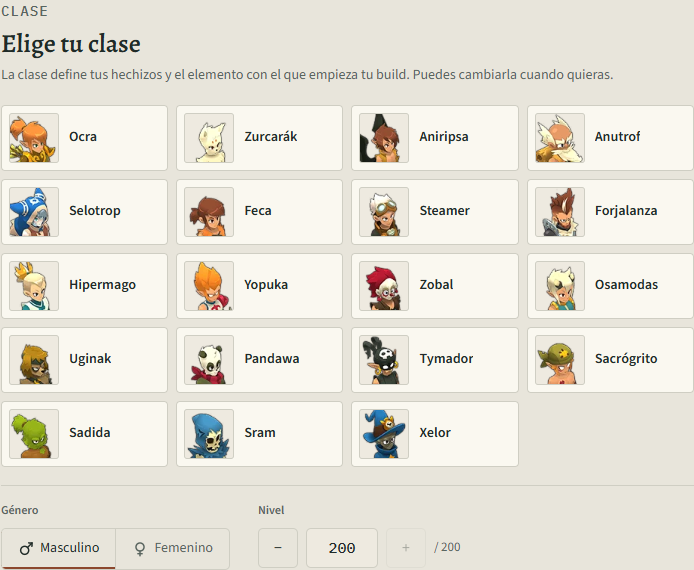 CLASE
Elige tu clase
La clase define tus hechizos y el elemento con el que empieza tu build. Puedes cambiarla cuando quieras.
Ocra
Zurcarák
Aniripsa
Anutrof
Selotrop
Feca
Steamer
Forjalanza
Hipermago
Yopuka
Zobal
Osamodas
Uginak
Pandawa
Tymador
Sacrógrito
Sadida
Sram
Xelor
Género
Nivel
♂ Masculino
♀ Femenino
− 200 + / 200